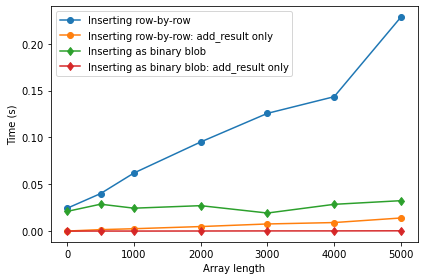 Inserting row-by-row
Inserting row-by-row: add_result only
Inserting as binary blob
Inserting as binary blob: add_result only
Time (s)
0.20
0.15
0.10
0.05
0.00
0 1000 2000 3000 4000 5000
Array length